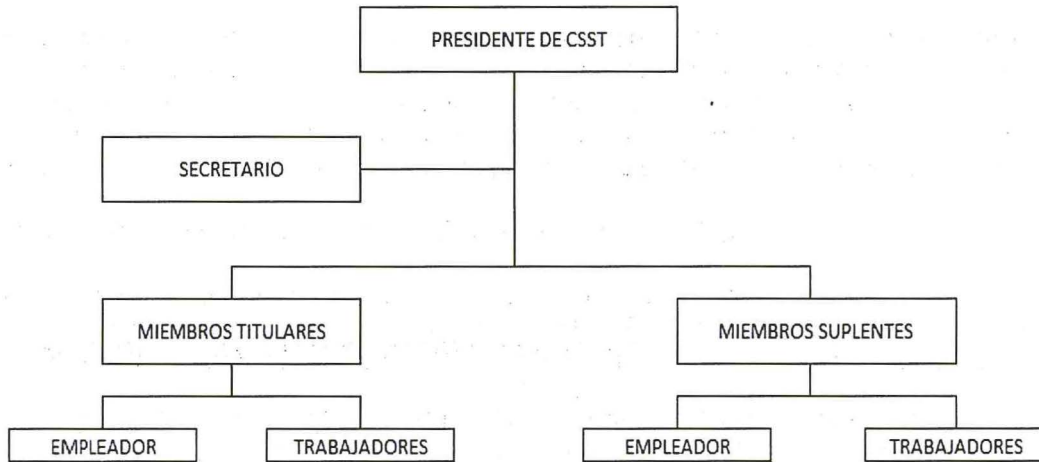 PRESIDENTE DE CSST
SECRETARIO
MIEMBROS TITULARES
MIEMBROS SUPLENTES
EMPLEADOR
TRABAJADORES
EMPLEADOR
TRABAJADORES